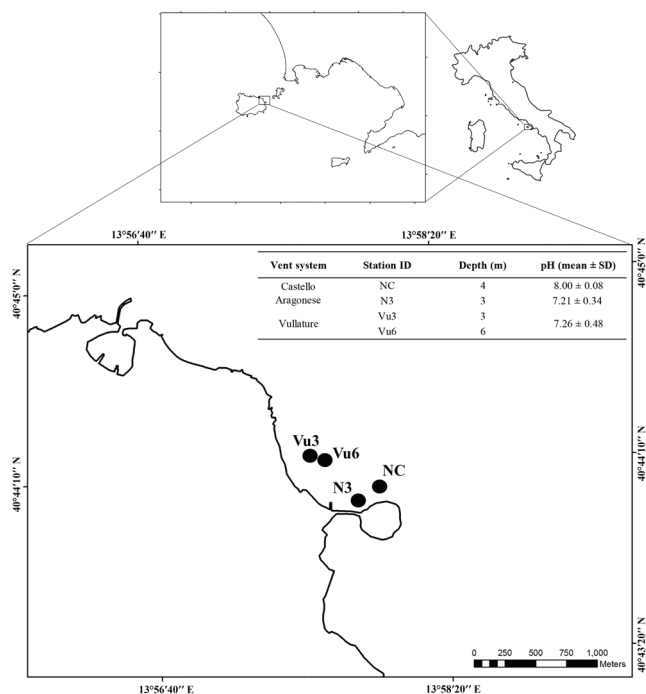 13°56′40″ E 13°58′20″ E
40°45′0″ N
40°45′0″ N
Vent system Station ID Depth (m) pH (mean ± SD)
Castello NC 4 8.00 ± 0.08
Aragonese N3 3 7.21 ± 0.34
Vullature Vu3 3 7.26 ± 0.48
Vu6 6
Vu3
Vu6
NC
N3
40°44′10″ N
40°44′10″ N
40°43′20″ N
0 250 500 750 1,000
Meters
13°56′40″ E 13°58′20″ E